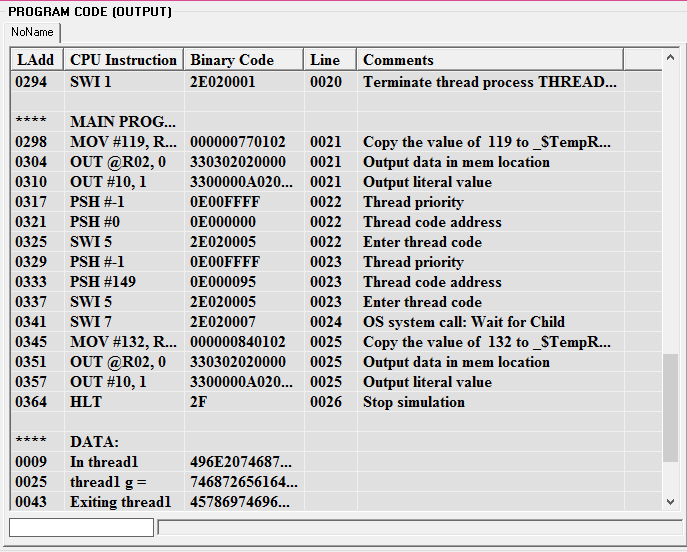 PROGRAM CODE (OUTPUT)
NoName
LAdd CPU Instruction Binary Code Line Comments
0294 SWI 1 2E020001 0020 Terminate thread process THREAD...
**** MAIN PROG...
0298 MOV #119, R... 000000770102 0021 Copy the value of 119 to _$TempR...
0304 OUT @R02, 0 330302020000 0021 Output data in mem location
0310 OUT #10, 1 3300000A020... 0021 Output literal value
0317 PSH #-1 0E00FFFF 0022 Thread priority
0321 PSH #0 0E000000 0022 Thread code address
0325 SWI 5 2E020005 0022 Enter thread code
0329 PSH #-1 0E00FFFF 0023 Thread priority
0333 PSH #149 0E000095 0023 Thread code address
0337 SWI 5 2E020005 0023 Enter thread code
0341 SWI 7 2E020007 0024 OS system call: Wait for Child
0345 MOV #132, R... 000000840102 0025 Copy the value of 132 to _$TempR...
0351 OUT @R02, 0 330302020000 0025 Output data in mem location
0357 OUT #10, 1 3300000A020... 0025 Output literal value
0364 HLT 2F 0026 Stop simulation
**** DATA:
0009 In thread1 496E2074687...
0025 thread1 g = 746872656164...
0043 Exiting thread1 45786974696...